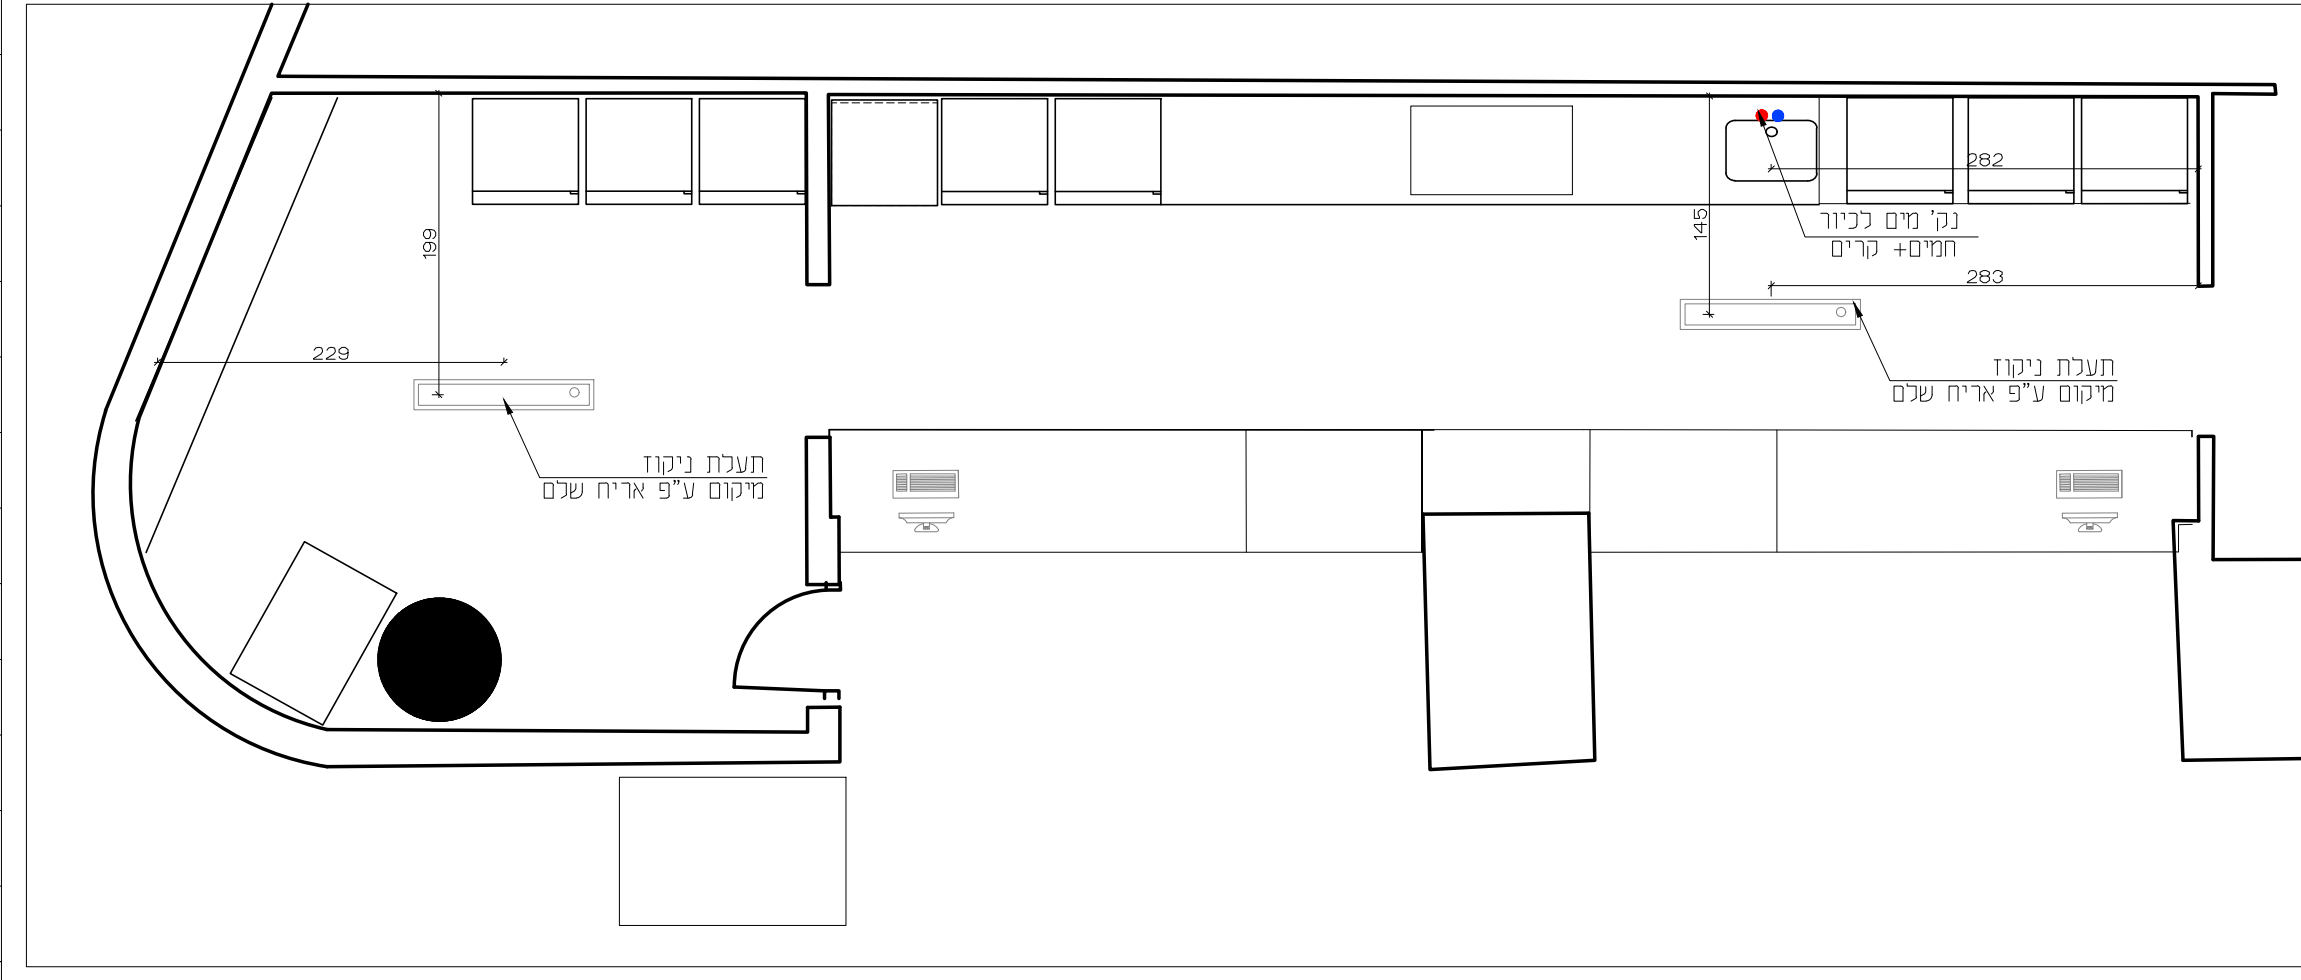 282
נק' מים לכיור
חמים+ קרים
145
199
283
229
תעלת ניקוז
מיקום ע"פ אריח שלם
תעלת ניקוז
מיקום ע"פ אריח שלם